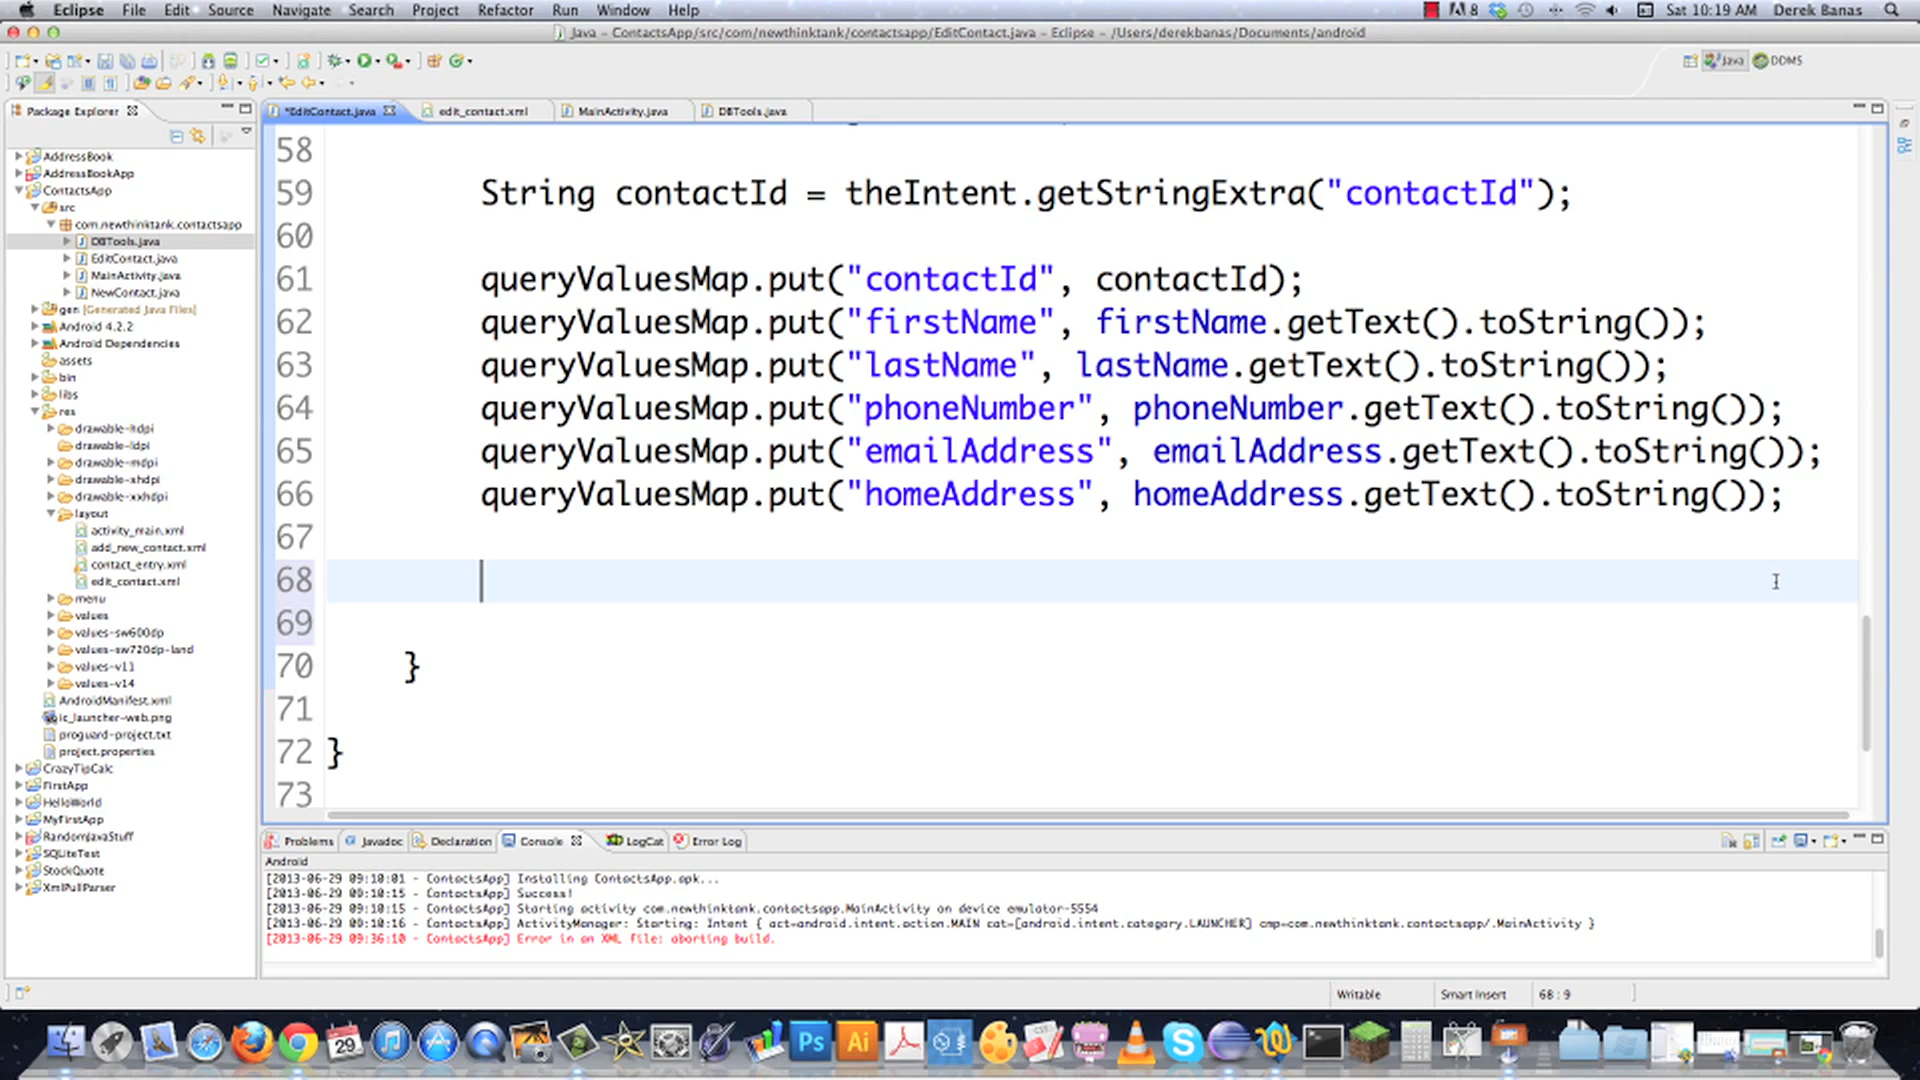 Eclipse File Edit Source Navigate Search Project Refactor Run Window Help 8 Sat 10:19 AM Derek Banas
Java – ContactsApp/src/com/newthinktank/contactsapp/EditContact.java – Eclipse – /Users/derekbanas/Documents/android
Java DDMS
Package Explorer
*EditContact.java edit_contact.xml MainActivity.java DBTools.java
AddressBook
AddressBookApp
ContactsApp
src
com.newthinktank.contactsapp
DBTools.java
EditContact.java
MainActivity.java
NewContact.java
gen [Generated Java Files]
Android 4.2.2
Android Dependencies
assets
bin
libs
res
drawable-hdpi
drawable-ldpi
drawable-mdpi
drawable-xhdpi
drawable-xxhdpi
layout
activity_main.xml
add_new_contact.xml
contact_entry.xml
edit_contact.xml
menu
values
values-sw600dp
values-sw720dp-land
values-v11
values-v14
AndroidManifest.xml
ic_launcher-web.png
proguard-project.txt
project.properties
CrazyTipCalc
FirstApp
HelloWorld
MyFirstApp
RandomJavaStuff
SQLiteTest
StockQuote
XmlPullParser
58
59 String contactId = theIntent.getStringExtra("contactId");
60
61 queryValuesMap.put("contactId", contactId);
62 queryValuesMap.put("firstName", firstName.getText().toString());
63 queryValuesMap.put("lastName", lastName.getText().toString());
64 queryValuesMap.put("phoneNumber", phoneNumber.getText().toString());
65 queryValuesMap.put("emailAddress", emailAddress.getText().toString());
66 queryValuesMap.put("homeAddress", homeAddress.getText().toString());
67
68
69
70 }
71
72 }
73
Problems Javadoc Declaration Console LogCat Error Log
Android
[2013-06-29 09:10:01 - ContactsApp] Installing ContactsApp.apk...
[2013-06-29 09:10:15 - ContactsApp] Success!
[2013-06-29 09:10:15 - ContactsApp] Starting activity com.newthinktank.contactsapp.MainActivity on device emulator-5554
[2013-06-29 09:10:16 - ContactsApp] ActivityManager: Starting: Intent { act=android.intent.action.MAIN cat=[android.intent.category.LAUNCHER] cmp=com.newthinktank.contactsapp/.MainActivity }
[2013-06-29 09:36:10 - ContactsApp] Error in an XML file: aborting build.
Writable Smart Insert 68 : 9
29 Ps Ai